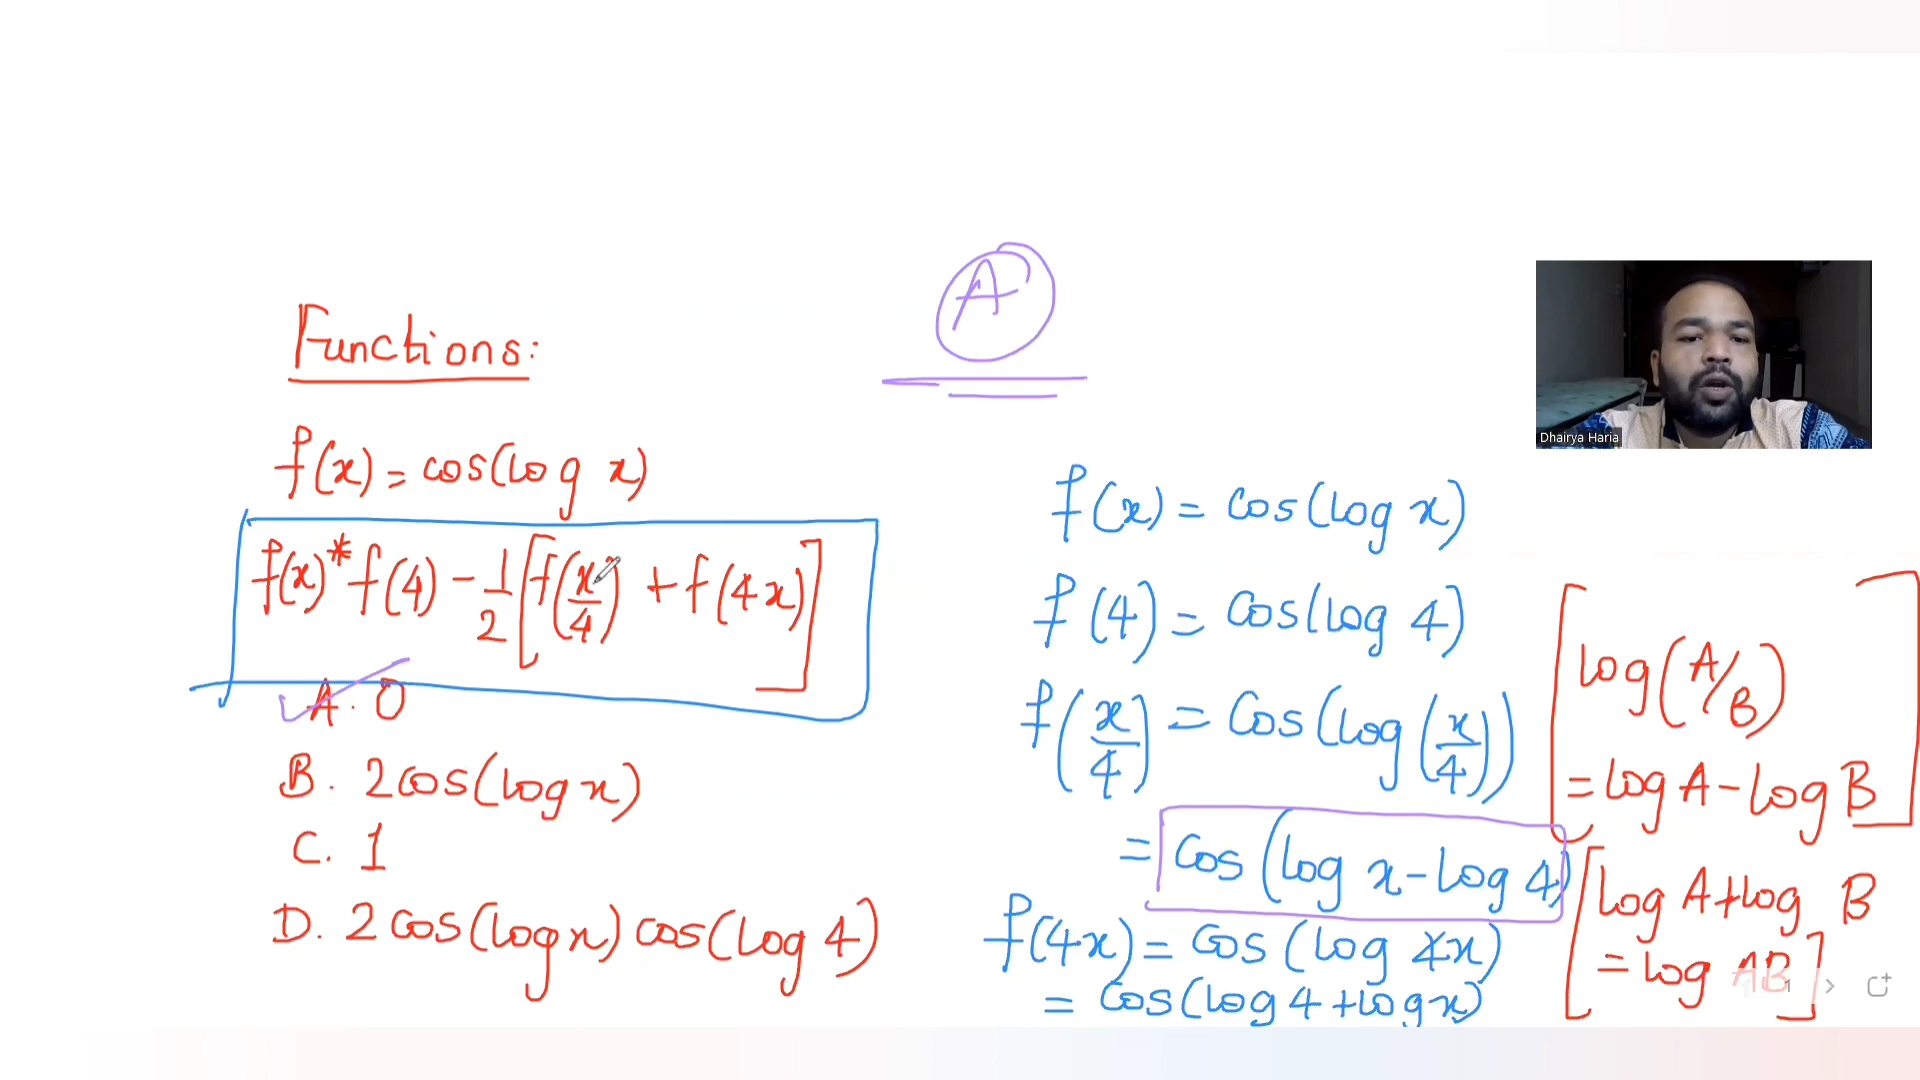 A
Functions:
f(x) = cos(log x)
f(x)*f(4) - 1/2 [f(x/4) + f(4x)]
A. 0
B. 2cos(log x)
C. 1
D. 2cos(log x) cos(log 4)
Dhairya Haria
f(x) = cos(log x)
f(4) = cos(log 4)
f(x/4) = cos(log(x/4))
= cos(log x - log 4)
f(4x) = cos(log 4x)
= cos(log 4 + log x)
[log(A/B)
= log A - log B]
[log A + log B
= log AB]
1